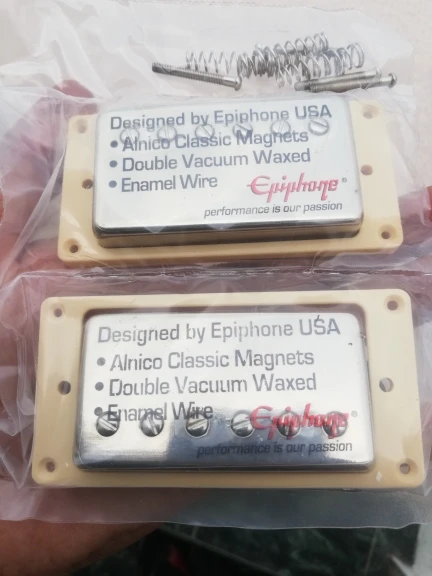 Designed by Epiphone USA
• Alnico Classic Magnets
• Double Vacuum Waxed
• Enamel Wire Epiphone®
performance is our passion
Designed by Epiphone USA
• Alnico Classic Magnets
• Double Vacuum Waxed
• Enamel Wire Epiphone®
performance is our passion